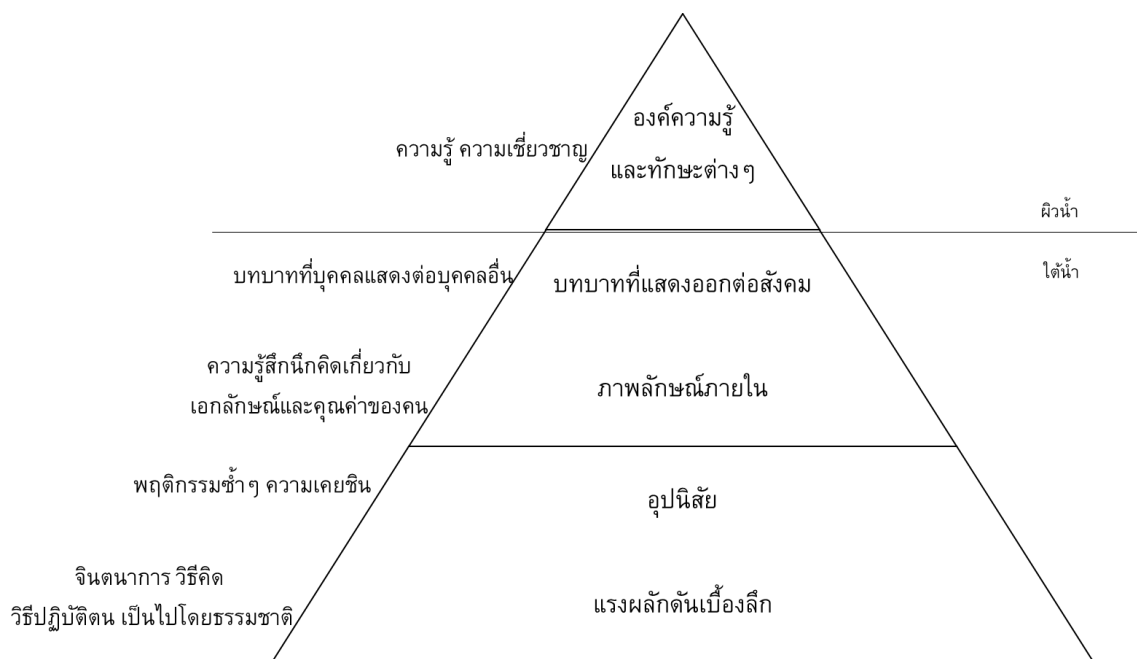 องค์ความรู้
ความรู้ ความเชี่ยวชาญ
และทักษะต่างๆ
ผิวน้ำ
บทบาทที่บุคคลแสดงต่อบุคคลอื่น
บทบาทที่แสดงออกต่อสังคม
ใต้น้ำ
ความรู้สึกนึกคิดเกี่ยวกับ
เอกลักษณ์และคุณค่าของคน
ภาพลักษณ์ภายใน
พฤติกรรมซ้ำๆ ความเคยชิน
อุปนิสัย
จินตนาการ วิธีคิด
วิธีปฏิบัติตน เป็นไปโดยธรรมชาติ
แรงผลักดันเบื้องลึก